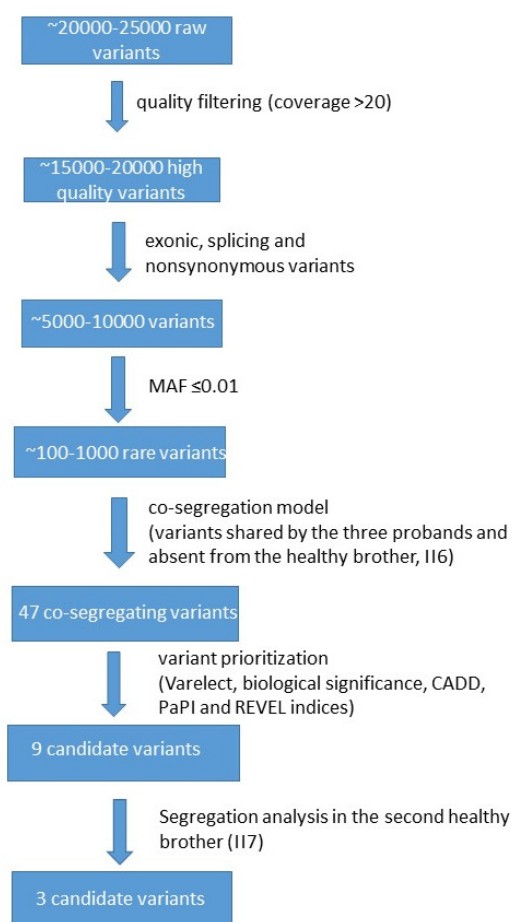 ~20000-25000 raw
variants
quality filtering (coverage >20)
~15000-20000 high
quality variants
exonic, splicing and
nonsynonymous variants
~5000-10000 variants
MAF ≤0.01
~100-1000 rare variants
co-segregation model
(variants shared by the three probands and
absent from the healthy brother, II6)
47 co-segregating variants
variant prioritization
(Varelect, biological significance, CADD,
PaPI and REVEL indices)
9 candidate variants
Segregation analysis in the second healthy
brother (II7)
3 candidate variants